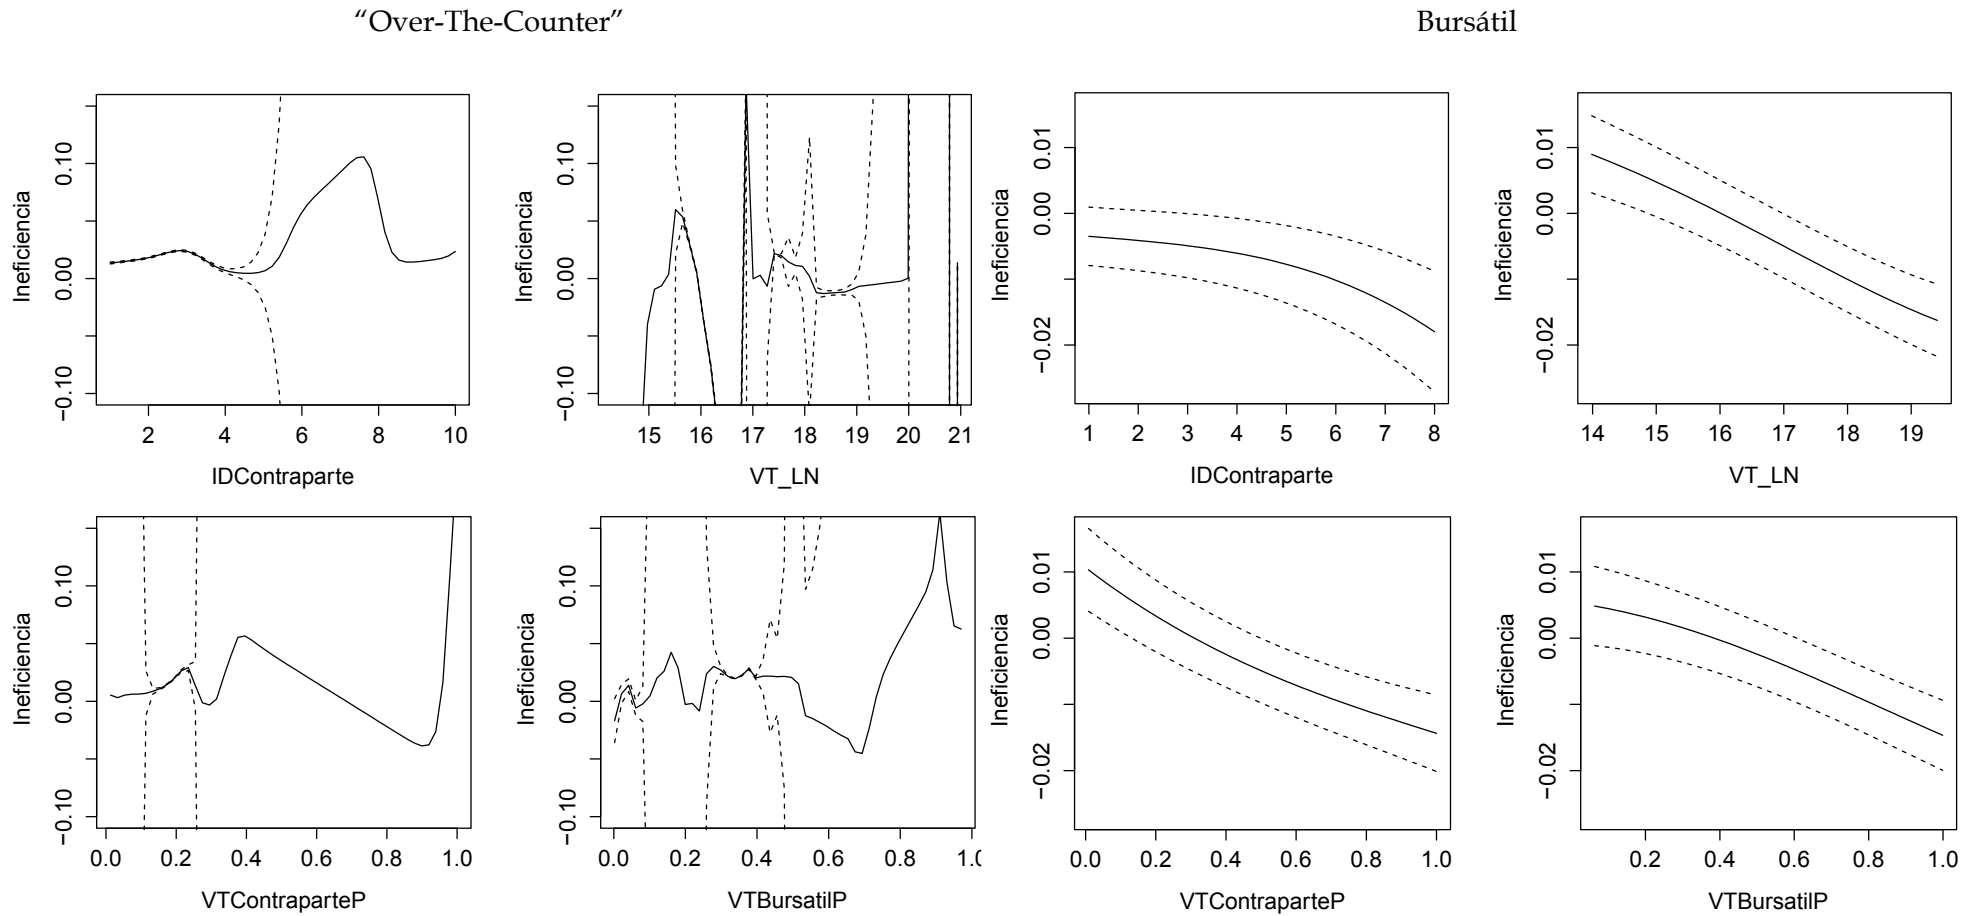 “Over-The-Counter”
Bursátil
Ineficiencia
−0.10 0.00 0.10
2 4 6 8 10
IDContraparte
Ineficiencia
−0.10 0.00 0.10
15 16 17 18 19 20 21
VT_LN
Ineficiencia
−0.02 0.00 0.01
1 2 3 4 5 6 7 8
IDContraparte
Ineficiencia
−0.02 0.00 0.01
14 15 16 17 18 19
VT_LN
Ineficiencia
−0.10 0.00 0.10
0.0 0.2 0.4 0.6 0.8 1.0
VTContraparteP
Ineficiencia
−0.10 0.00 0.10
0.0 0.2 0.4 0.6 0.8 1.0
VTBursatilP
Ineficiencia
−0.02 0.00 0.01
0.0 0.2 0.4 0.6 0.8 1.0
VTContraparteP
Ineficiencia
−0.02 0.00 0.01
0.2 0.4 0.6 0.8 1.0
VTBursatilP